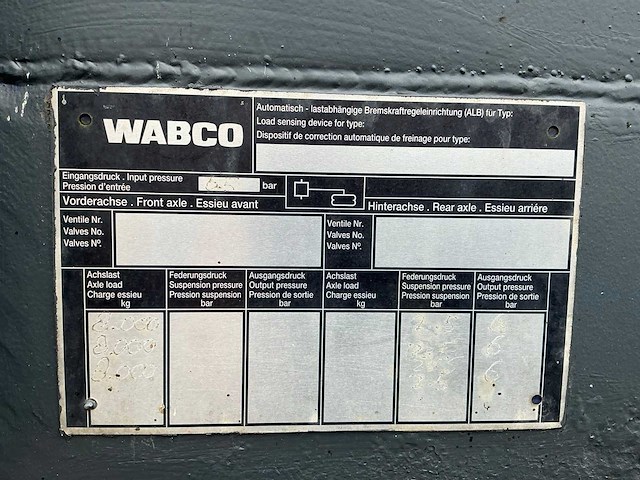 WABCO
Automatisch - lastabhängige Bremskraftregeleinrichtung (ALB) für Typ:
Load sensing device for type:
Dispositif de correction automatique de freinage pour type:
Eingangsdruck . Input pressure
Pression d'entrée
bar
Vorderachse . Front axle . Essieu avant
Hinterachse . Rear axle . Essieu arriére
Ventile Nr.
Valves No.
Valves Nº.
Ventile Nr.
Valves No.
Valves Nº.
Achslast
Axle load
Charge essieu
kg
Federungsdruck
Suspension pressure
Pression suspension
bar
Ausgangsdruck
Output pressure
Pression de sortie
bar
Achslast
Axle load
Charge essieu
kg
Federungsdruck
Suspension pressure
Pression suspension
bar
Ausgangsdruck
Output pressure
Pression de sortie
bar